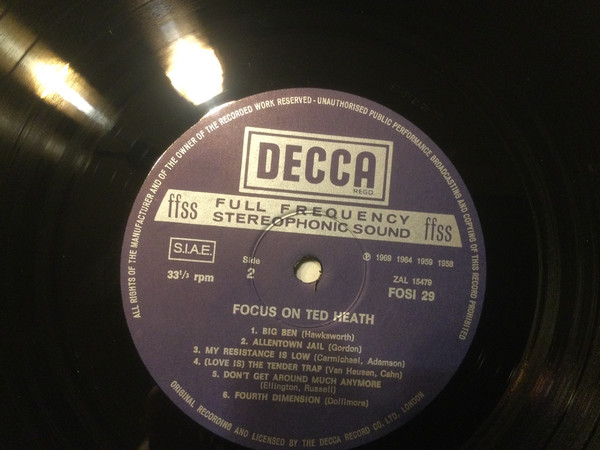 ALL RIGHTS OF THE MANUFACTURER AND OF THE OWNER OF THE RECORDED WORK RESERVED - UNAUTHORISED PUBLIC PERFORMANCE BROADCASTING AND COPYING OF THIS RECORD PROHIBITED
DECCA
REGD
ffss FULL FREQUENCY STEREOPHONIC SOUND ffss
S.I.A.E.
33⅓ rpm
Side
2
℗ 1969 1964 1959 1958
ZAL 15479
FOSI 29
FOCUS ON TED HEATH
1. BIG BEN (Hawksworth)
2. ALLENTOWN JAIL (Gordon)
3. MY RESISTANCE IS LOW (Carmichael, Adamson)
4. (LOVE IS) THE TENDER TRAP (Van Heusen, Cahn)
5. DON'T GET AROUND MUCH ANYMORE
(Ellington, Russell)
6. FOURTH DIMENSION (Dollimore)
ORIGINAL RECORDING AND LICENSED BY THE DECCA RECORD CO. LTD. LONDON